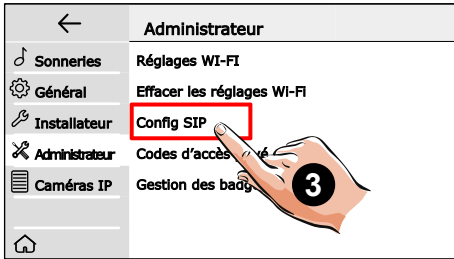 Administrateur
Sonneries
Général
Installateur
Administrateur
Caméras IP
Réglages WI-FI
Effacer les réglages Wi-Fi
Config SIP
Codes d'accès
Gestion des
3